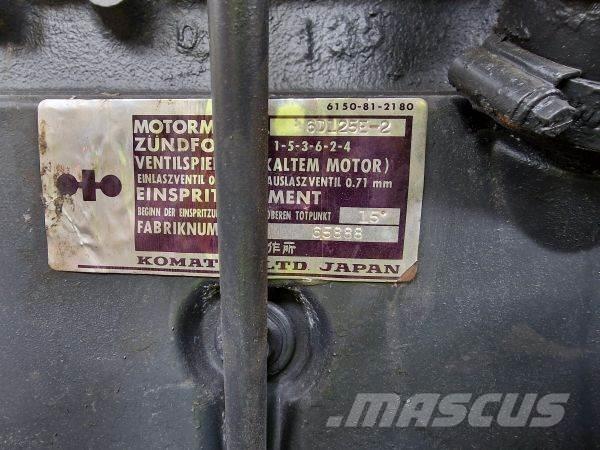 6150-81-2180
MOTORM 6D125E-2
ZÜNDFO 1-5-3-6-2-4
VENTILSPIE (KALTEM MOTOR)
EINLASZVENTIL 0 AUSLASZVENTIL 0.71 mm
EINSPRIT MENT
BEGINN DER EINSPRITZU OBEREN TOTPUNKT 15°
FABRIKNUM 65888
作所
KOMAT LTD JAPAN
MASCUS